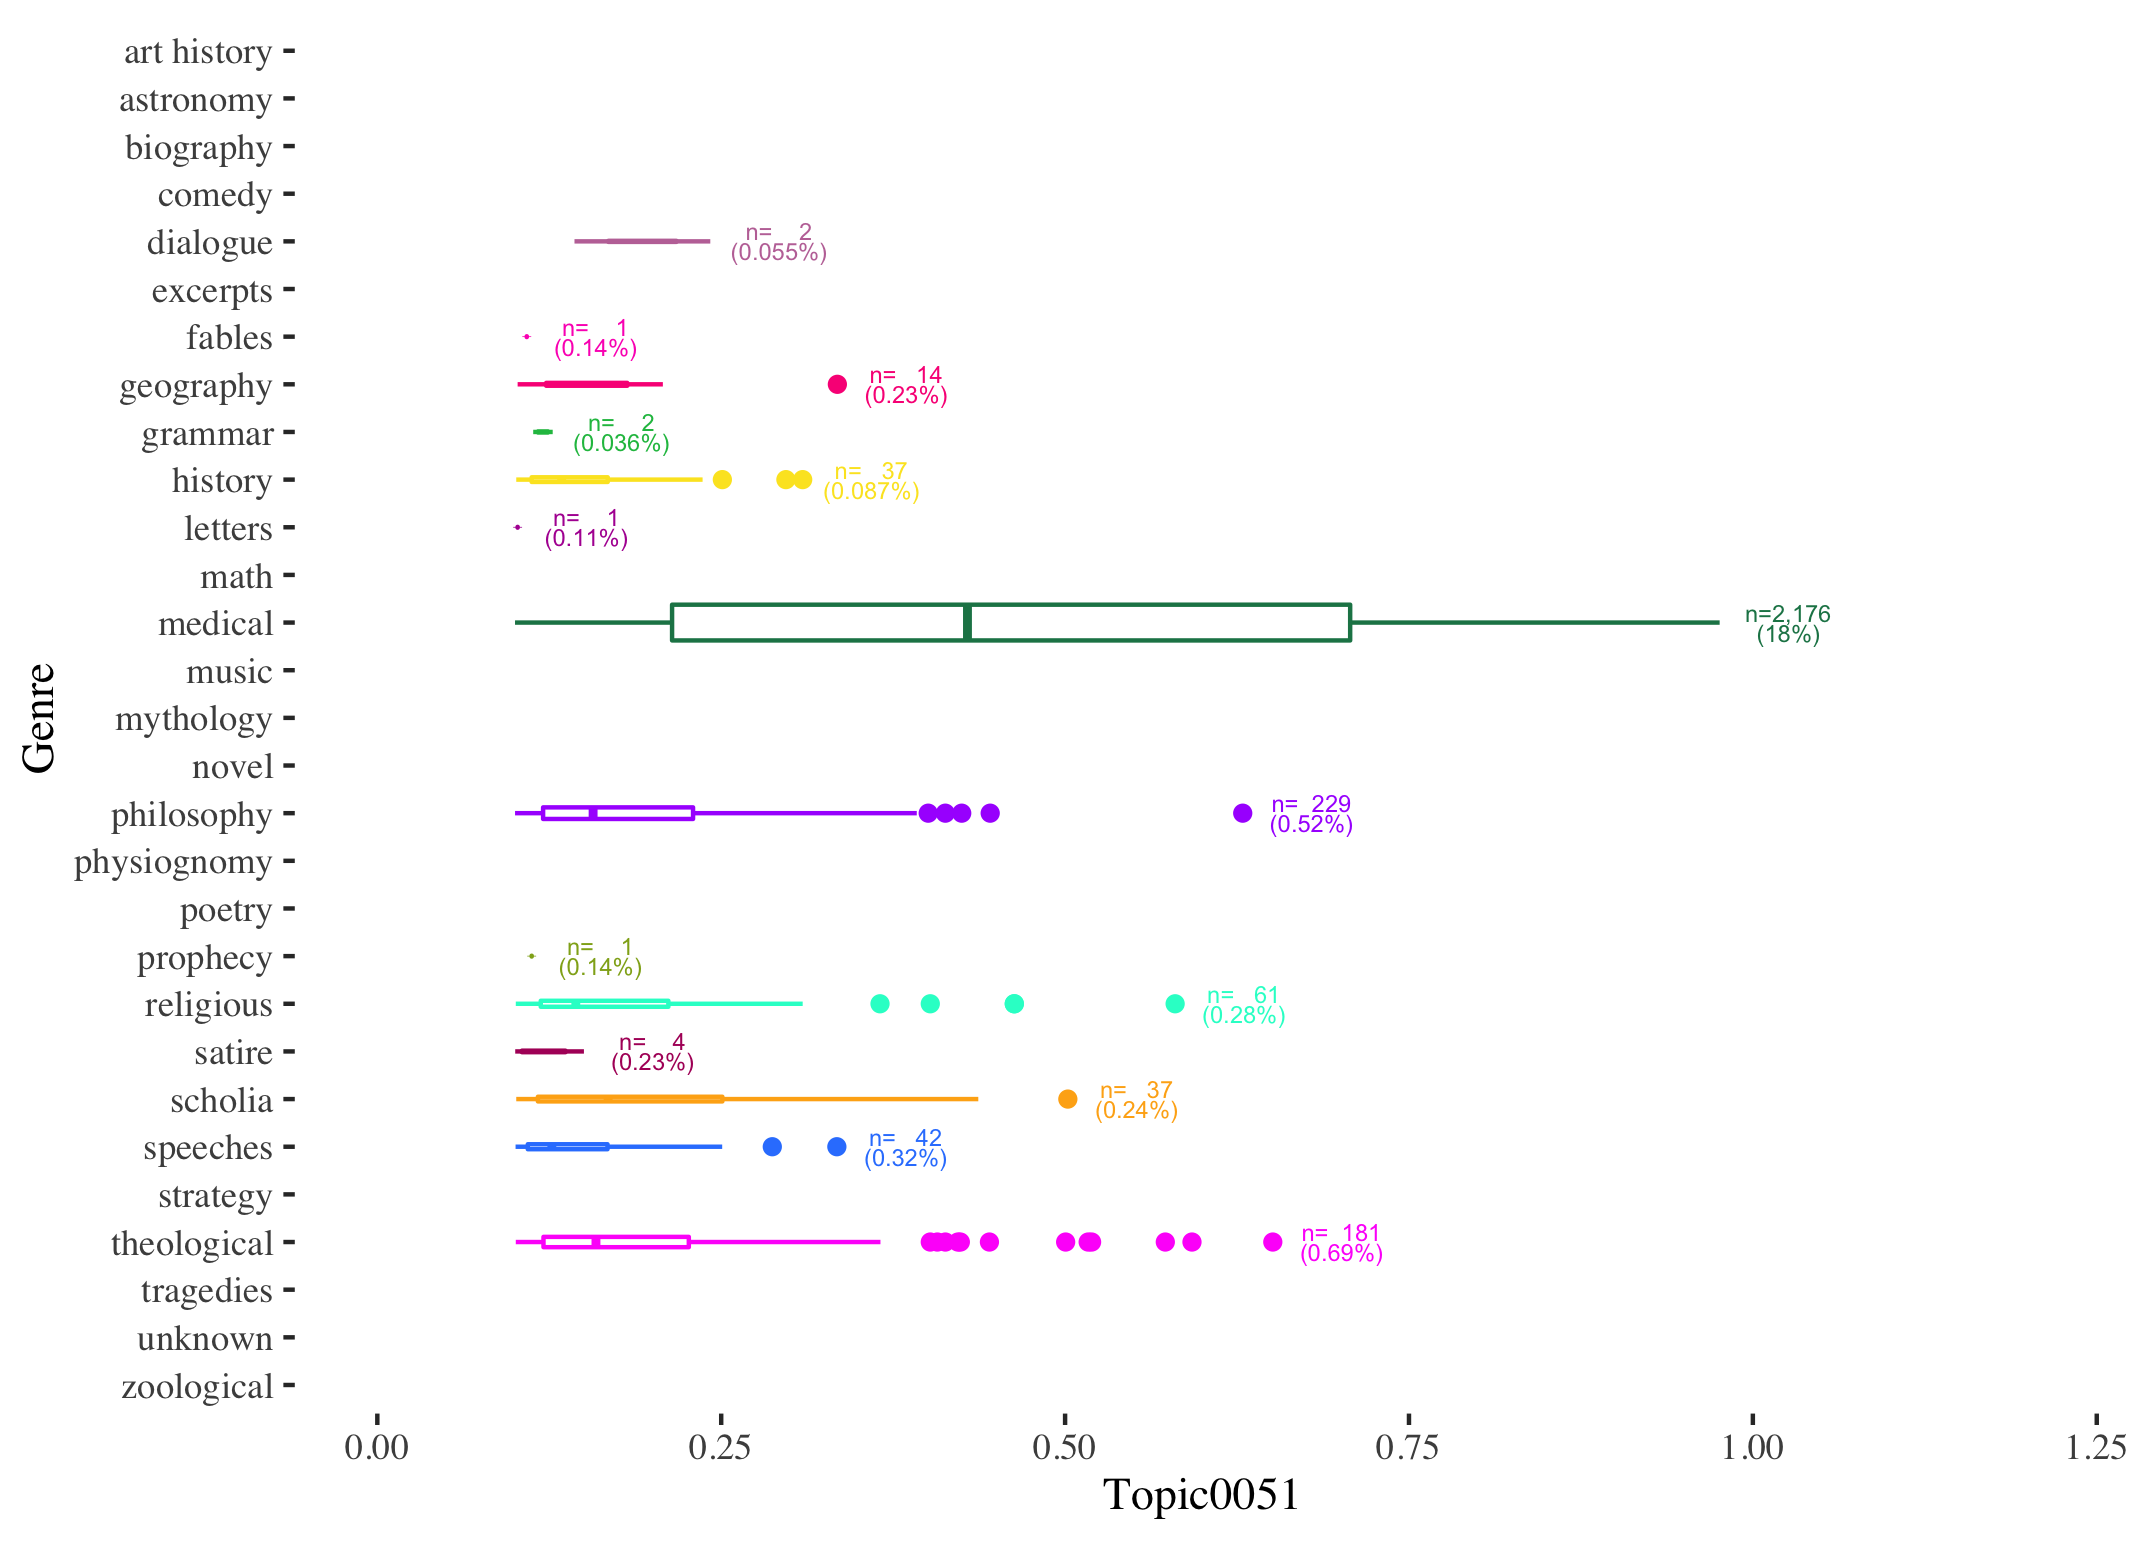 art history
astronomy
biography
comedy
dialogue
n= 2
(0.055%)
excerpts
fables
n= 1
(0.14%)
geography
n= 14
(0.23%)
grammar
n= 2
(0.036%)
history
n= 37
(0.087%)
letters
n= 1
(0.11%)
math
medical
n=2,176
(18%)
music
mythology
novel
philosophy
n= 229
(0.52%)
physiognomy
poetry
prophecy
n= 1
(0.14%)
religious
n= 61
(0.28%)
satire
n= 4
(0.23%)
scholia
n= 37
(0.24%)
speeches
n= 42
(0.32%)
strategy
theological
n= 181
(0.69%)
tragedies
unknown
zoological
Genre
0.00 0.25 0.50 0.75 1.00 1.25
Topic0051